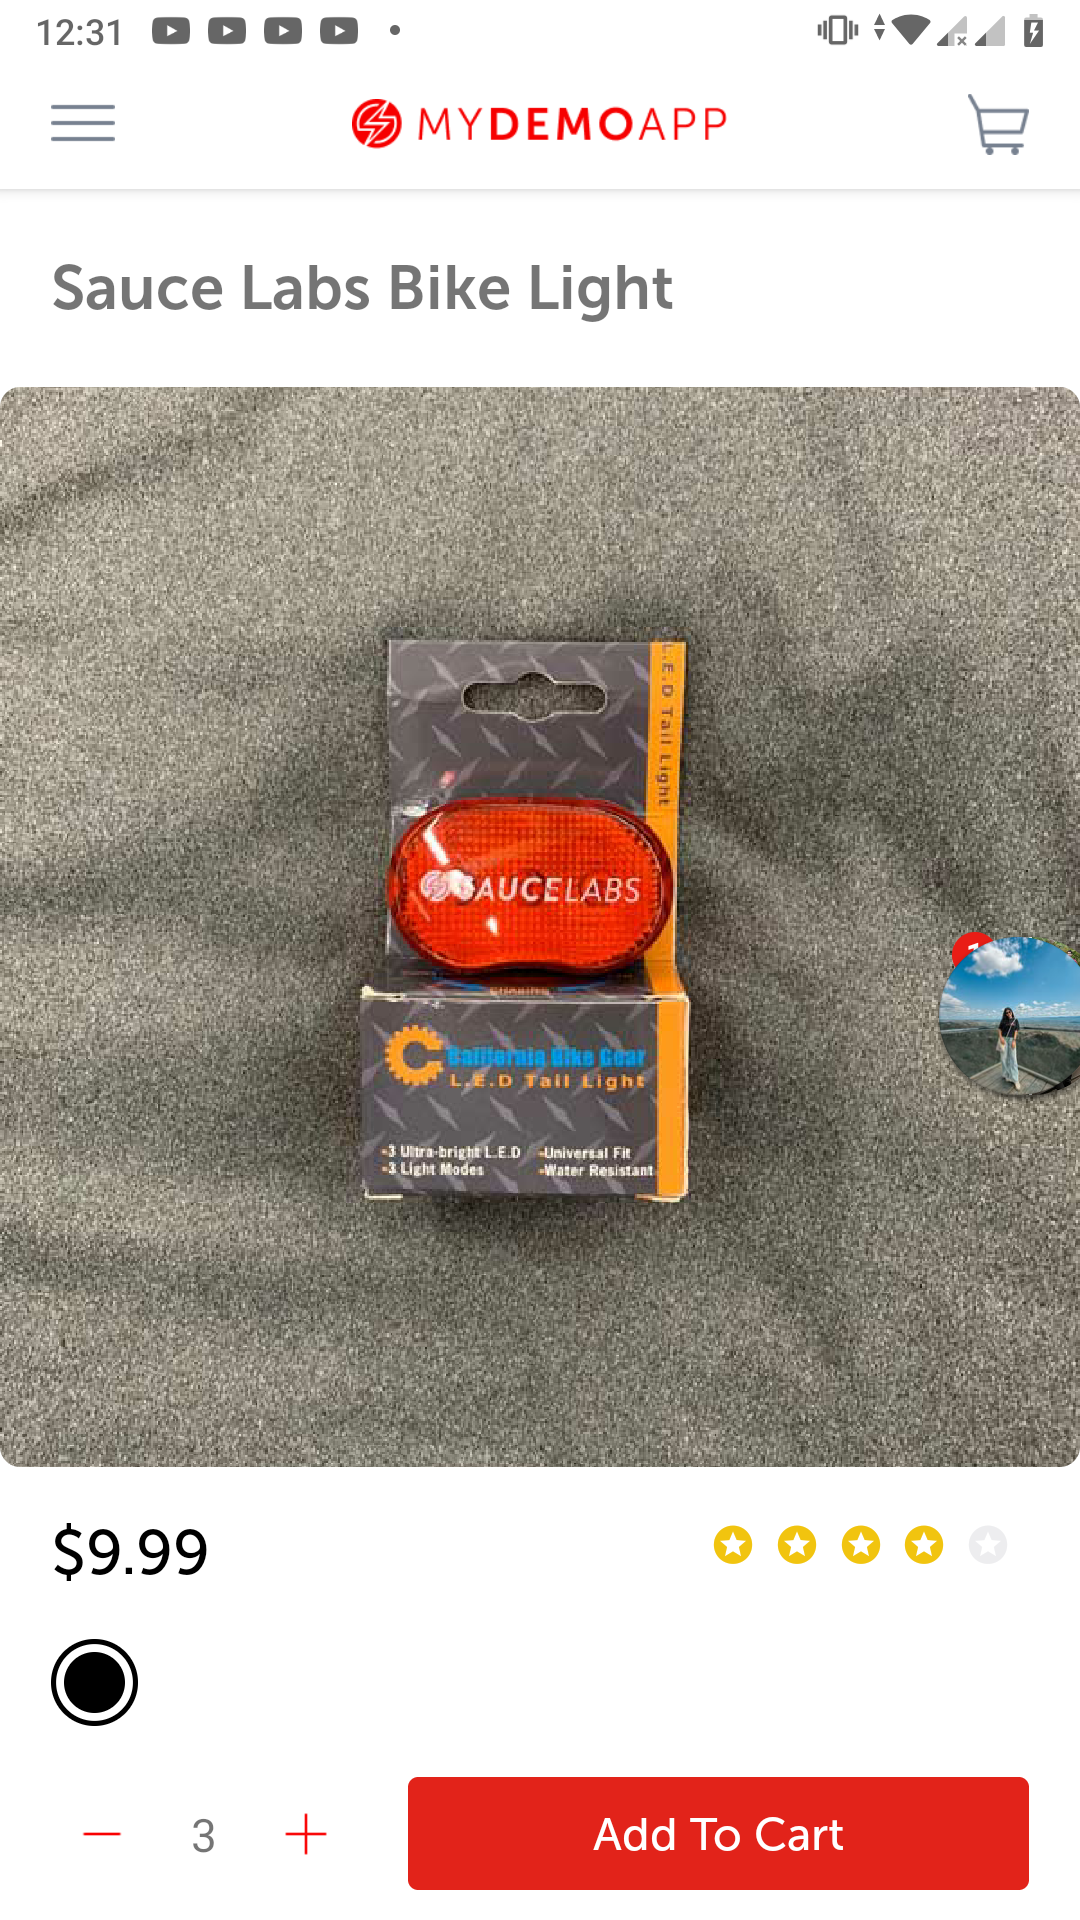 12:31
MYDEMOAPP
Sauce Labs Bike Light
L.E.D Tail Light
SAUCELABS
California Bike Gear
L.E.D Tail Light
-3 Ultra-bright L.E.D -Universal Fit
-3 Light Modes -Water Resistant
$9.99
3
Add To Cart